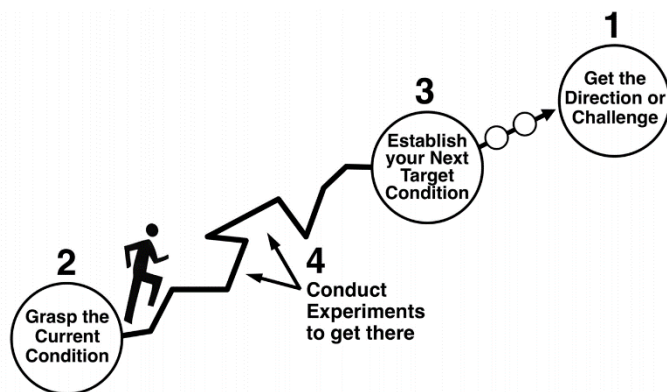 1
Get the
Direction or
Challenge
3
Establish
your Next
Target
Condition
2
Grasp the
Current
Condition
4
Conduct
Experiments
to get there